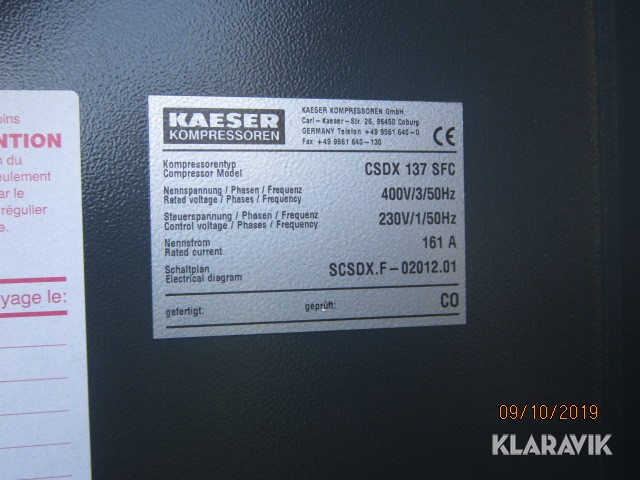 KLARAVIK
KAESER
KOMPRESSOREN
KAESER KOMPRESSOREN GmbH
Carl-Kaeser-Str. 26, 96450 Coburg
GERMANY Telefon +49 9561 640-0
Fax +49 9561 640-130
CE
Kompressorentyp
Compressor Model
CSDX 137 SFC
Nennspannung / Phasen / Frequenz
Rated voltage / Phases / Frequency
400V/3/50Hz
Steuerspannung / Phasen / Frequenz
Control voltage / Phases / Frequency
230V/1/50Hz
Nennstrom
Rated current
161 A
Schaltplan
Electrical diagram
SCSDX.F-02012.01
gefertigt:
geprüft:
CO
oins
NTION
n du
eulement
ar le
régulier
e.
yage le:
09/10/2019
KLARAVIK